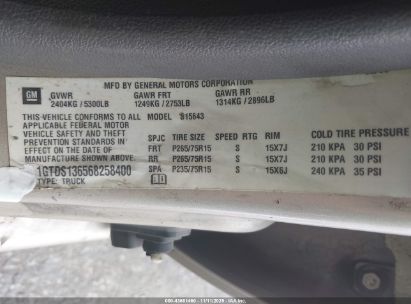 MFD BY GENERAL MOTORS CORPORATION
GM GVWR GAWR FRT GAWR RR
2404KG / 5300LB 1249KG / 2753LB 1314KG / 2896LB
THIS VEHICLE CONFORMS TO ALL S15643
APPLICABLE FEDERAL MOTOR
VEHICLE SAFETY AND THEFT
PREVENTION STANDARDS IN
EFFECT ON THE DATE OF
MANUFACTURE SHOWN ABOVE.
1GTDS136568258400
TYPE: TRUCK
SPJC TIRE SIZE SPEED RTG RIM COLD TIRE PRESSURE
FRT P265/75R15 S 15X7J 210 KPA 30 PSI
RR P265/75R15 S 15X7J 210 KPA 30 PSI
SPA P235/75R15 S 15X6J 240 KPA 35 PSI